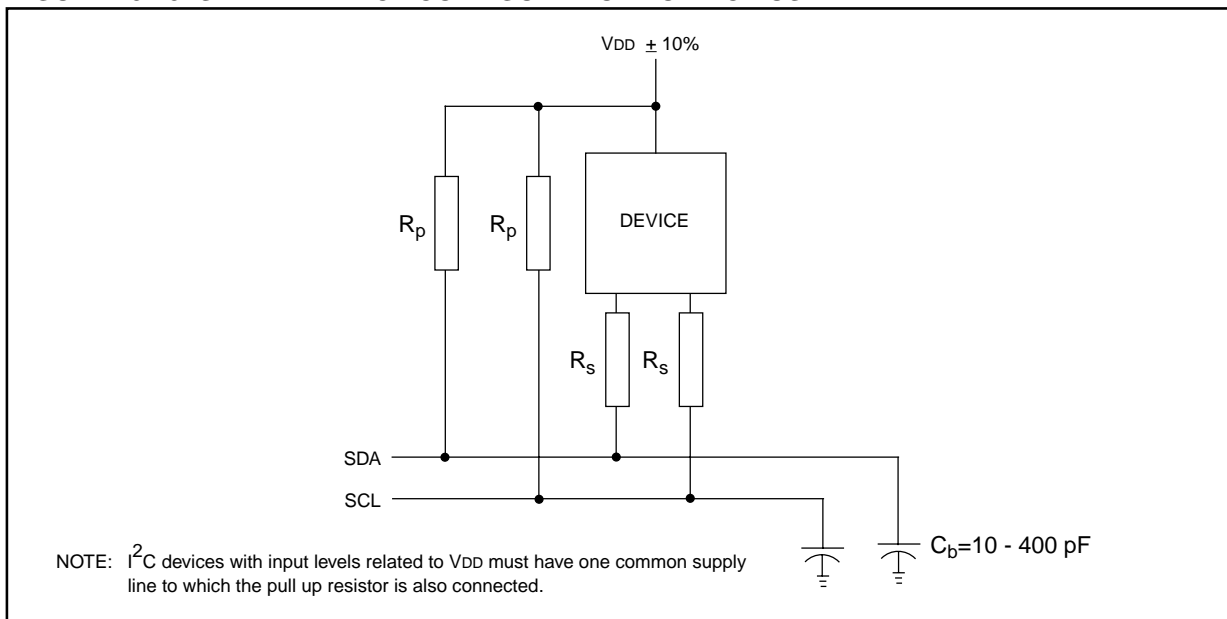 VDD ± 10%
Rp
Rp
DEVICE
Rs
Rs
SDA
SCL
Cb=10 - 400 pF
NOTE: I2C devices with input levels related to VDD must have one common supply
line to which the pull up resistor is also connected.